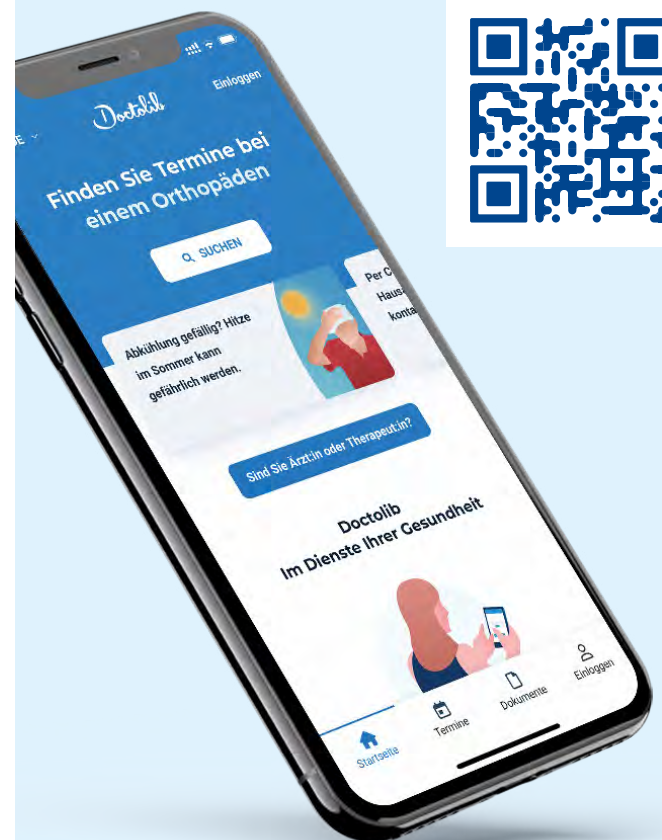 Einloggen
Doctolib
Finden Sie Termine bei
einem Orthopäden
SUCHEN
Abkühlung gefällig? Hitze
im Sommer kann
gefährlich werden.
Per
Sind Sie Ärzt:in oder Therapeut:in?
Doctolib
Im Dienste Ihrer Gesundheit
Startseite
Termine
Dokumente
Einloggen